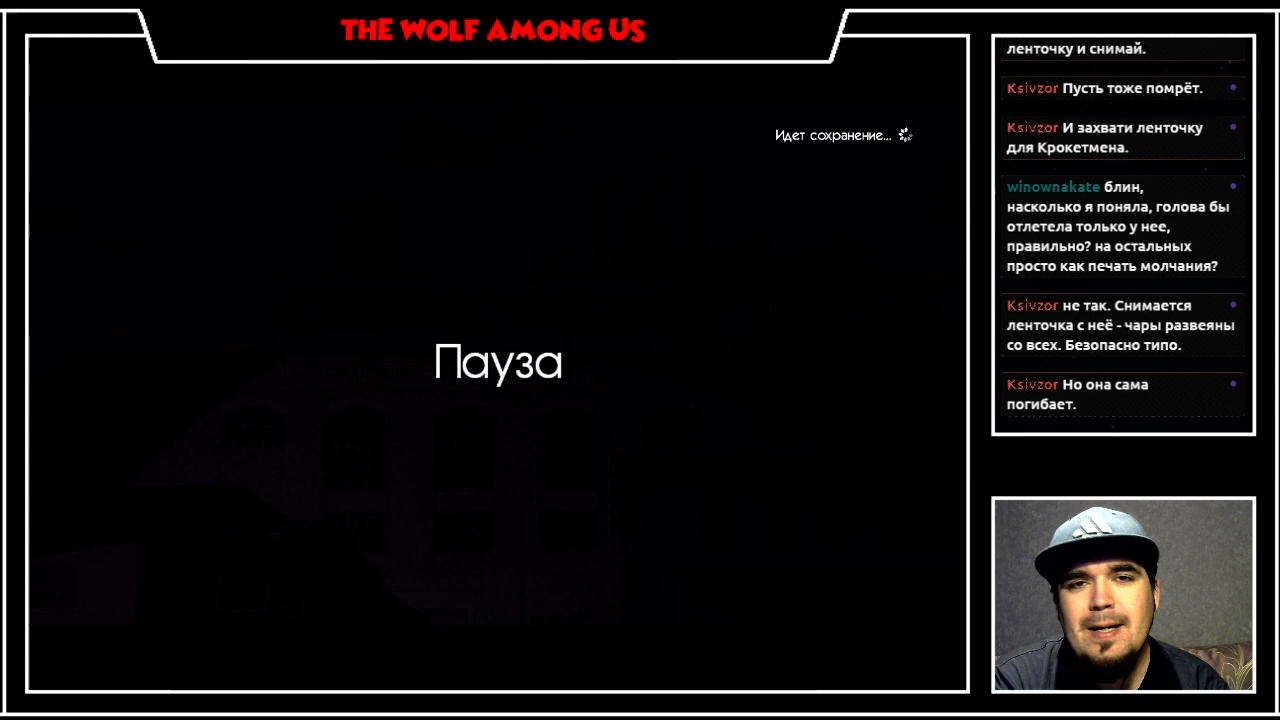 THE WOLF AMONG US
Идет сохранение...
Пауза
ленточку и снимай.
Ksivzor Пусть тоже помрёт.
Ksivzor И захвати ленточку
для Крокетмена.
winownakate блин,
насколько я поняла, голова бы
отлетела только у нее,
правильно? на остальных
просто как печать молчания?
Ksivzor не так. Снимается
ленточка с неё - чары развеяны
со всех. Безопасно типо.
Ksivzor Но она сама
погибает.